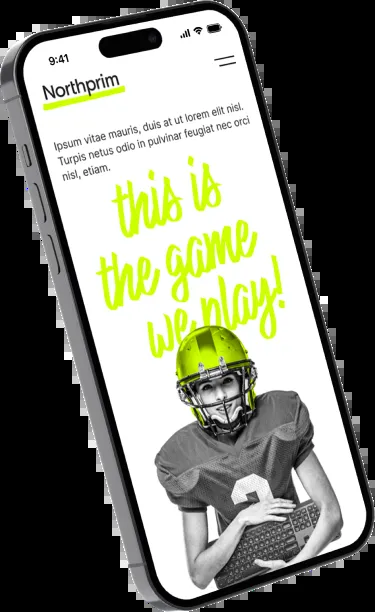 9:41
Northprim
Ipsum vitae mauris, duis at ut lorem elit nisl.
Turpis netus odio in pulvinar feugiat nec orci
nisl, etiam.
this is
the game
we play!
2